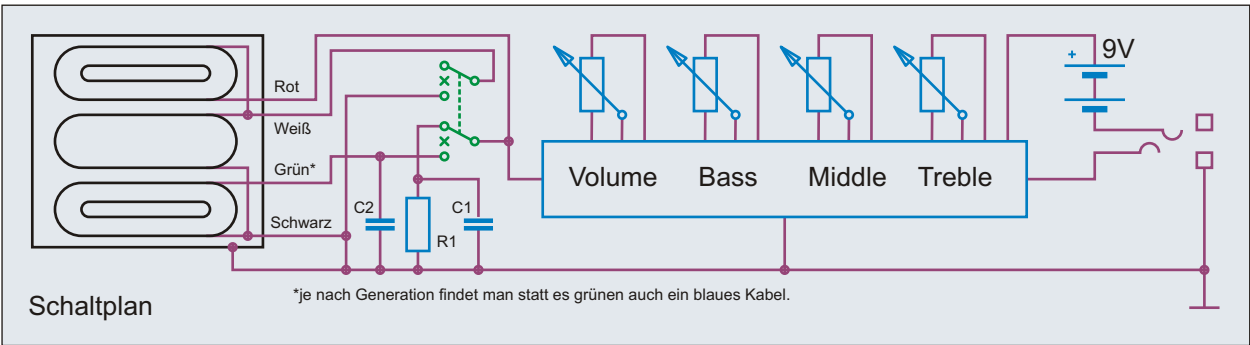 Rot
Weiß
Grün*
Schwarz
C2
R1
C1
Volume
Bass
Middle
Treble
+
9V
*je nach Generation findet man statt es grünen auch ein blaues Kabel.
Schaltplan